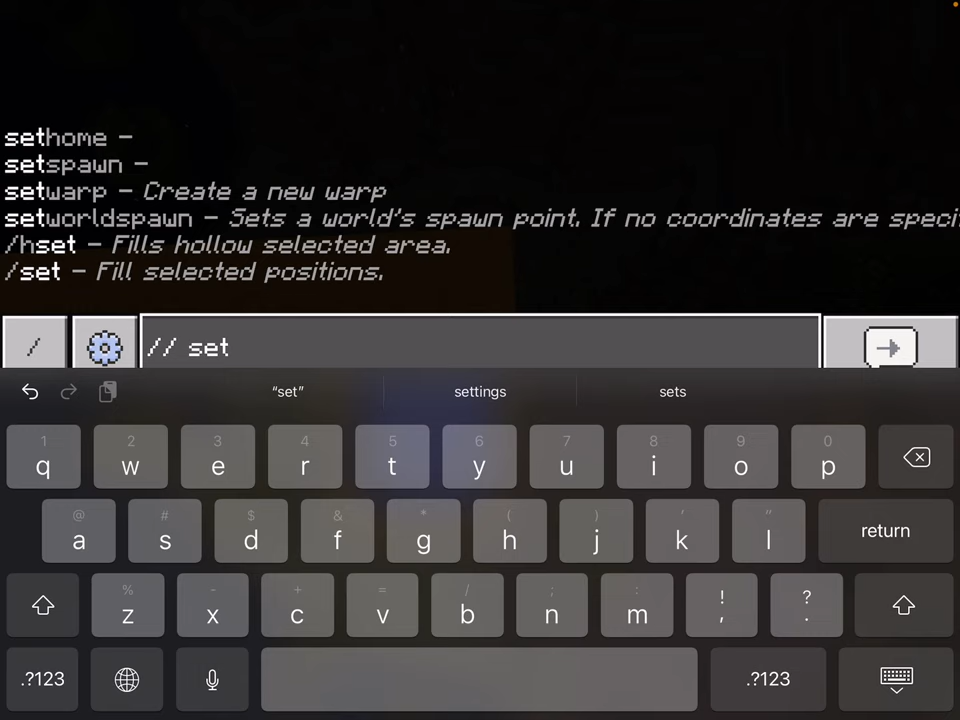 sethome -
setspawn -
setwarp - Create a new warp
setworldspawn - Sets a world's spawn point. If no coordinates are speci
/hset - Fills hollow selected area.
/set - Fill selected positions.
/ // set
“set” settings sets
1 2 3 4 5 6 7 8 9 0
q w e r t y u i o p
@ # $ & * ( ) ' "
a s d f g h j k l return
% - + = / ; : ! ?
z x c v b n m , .
.?123 .?123